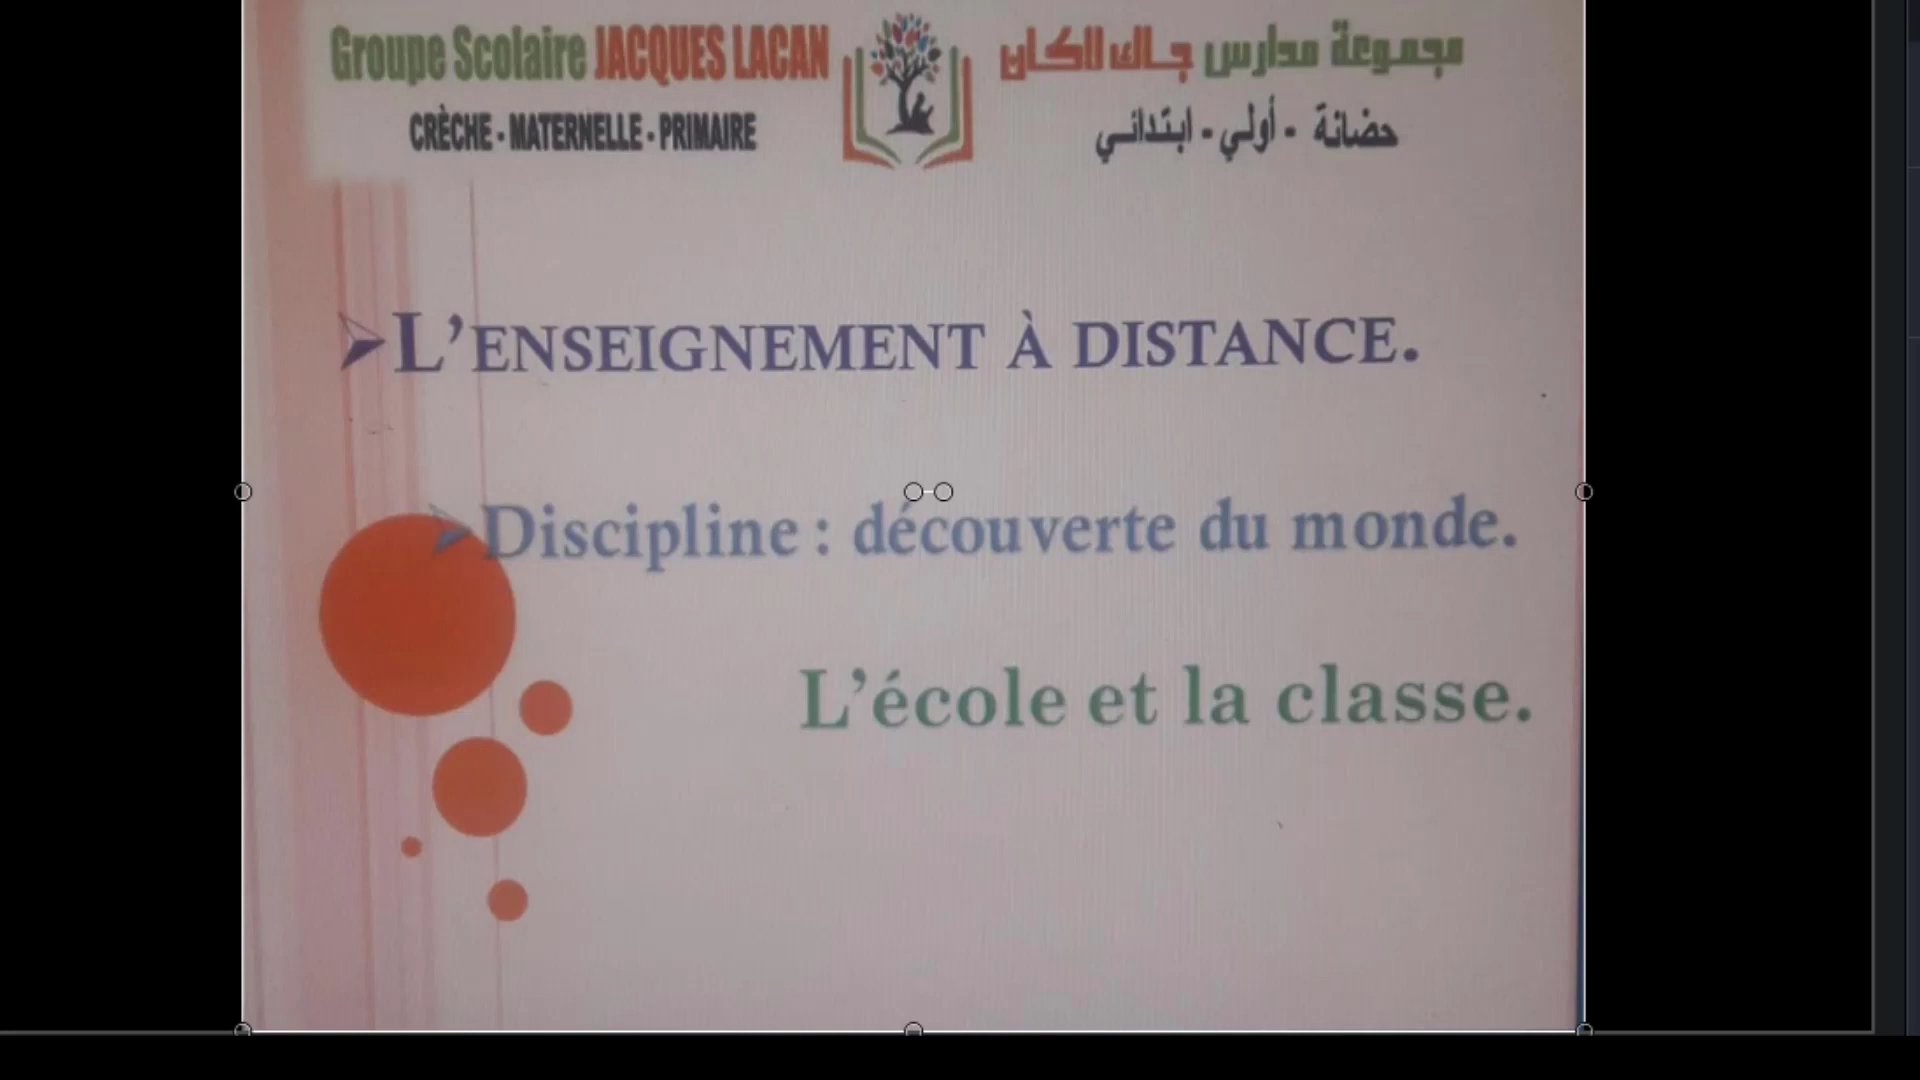 Groupe Scolaire JACQUES LACAN
مجموعة مدارس جاك لاكان
CRÈCHE - MATERNELLE - PRIMAIRE
حضانة - أولي - ابتدائي
L'ENSEIGNEMENT À DISTANCE.
Discipline : découverte du monde.
L'école et la classe.